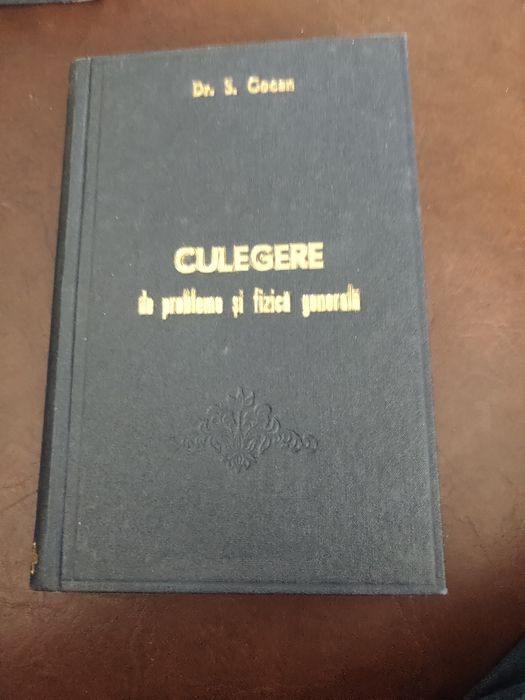 Dr. S. Cocan
CULEGERE
de probleme și fizică generală